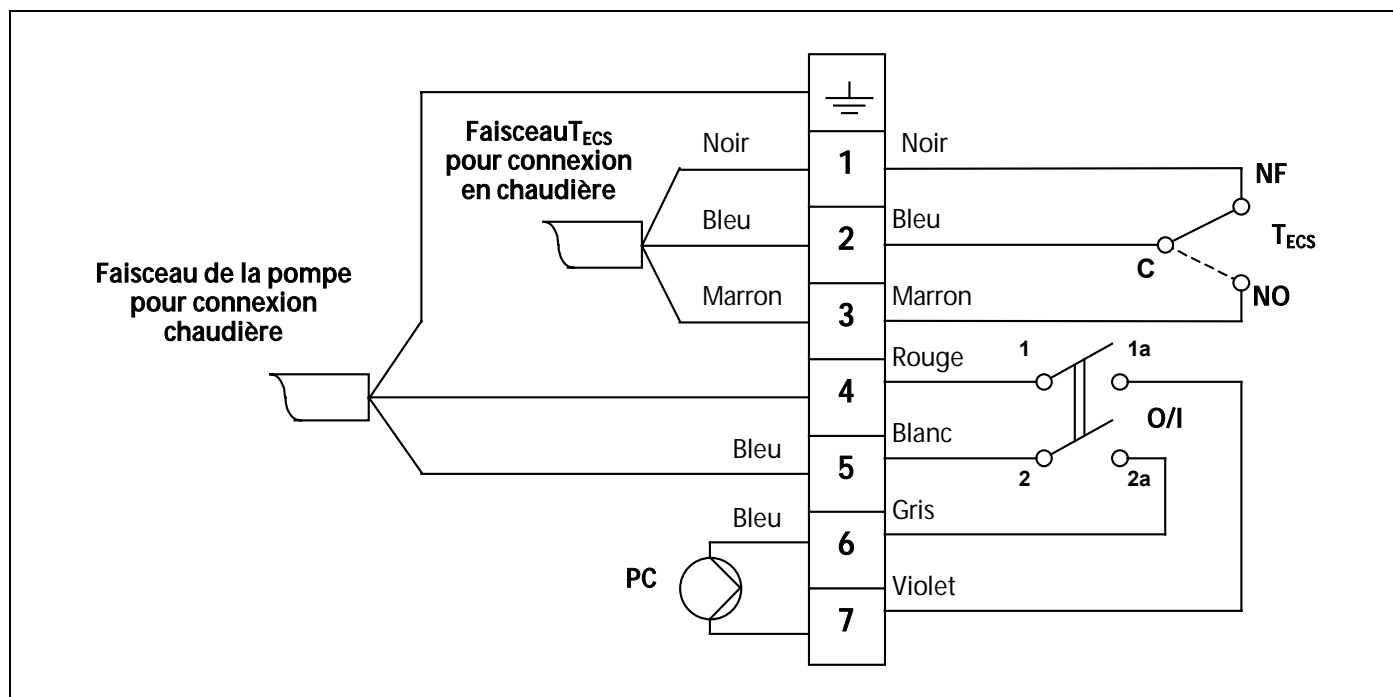 FaisceauT_ECS
pour connexion
en chaudière
Faisceau de la pompe
pour connexion
chaudière
Noir
Bleu
Marron
Bleu
Bleu
PC
1
2
3
4
5
6
7
Noir
Bleu
Marron
Rouge
Blanc
Gris
Violet
NF
T_ECS
C
NO
1
1a
O/I
2
2a